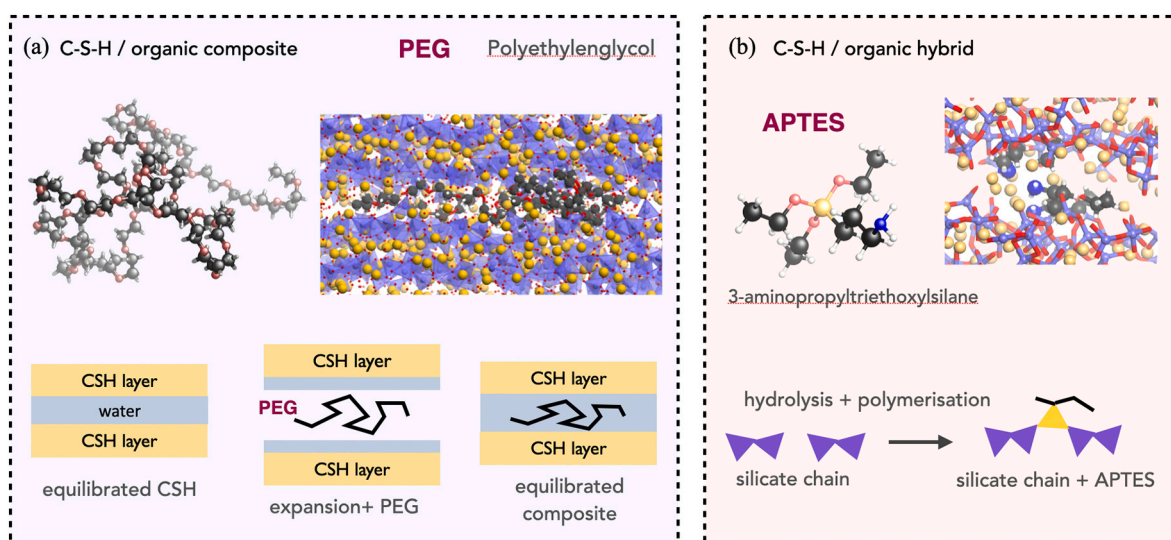 (a) C-S-H / organic composite
PEG
Polyethylenglycol
CSH layer
water
CSH layer
equilibrated CSH
CSH layer
PEG
CSH layer
expansion+ PEG
CSH layer
CSH layer
equilibrated
composite
(b) C-S-H / organic hybrid
APTES
3-aminopropyltriethoxylsilane
hydrolysis + polymerisation
silicate chain
silicate chain + APTES